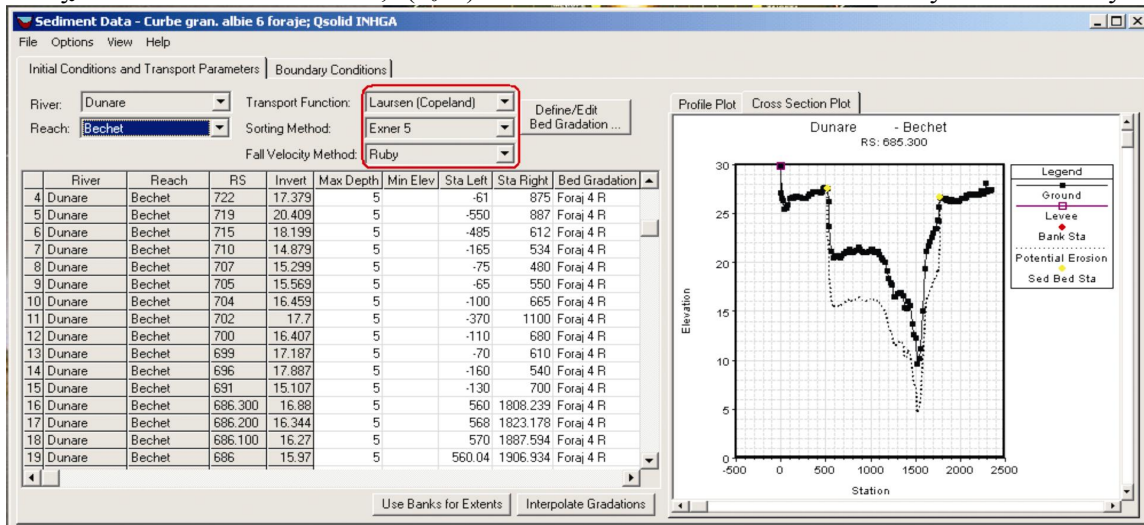 Sediment Data - Curbe gran. albie 6 foraje; Qsolid INHGA
File Options View Help
Initial Conditions and Transport Parameters Boundary Conditions
River: Dunare Transport Function: Laursen (Copeland) Define/Edit Bed Gradation ...
Reach: Bechet Sorting Method: Exner 5
Fall Velocity Method: Ruby
River Reach RS Invert Max Depth Min Elev Sta Left Sta Right Bed Gradation
4 Dunare Bechet 722 17.379 5 -61 875 Foraj 4 R
5 Dunare Bechet 719 20.409 5 -550 887 Foraj 4 R
6 Dunare Bechet 715 18.199 5 -485 612 Foraj 4 R
7 Dunare Bechet 710 14.879 5 -165 534 Foraj 4 R
8 Dunare Bechet 707 15.299 5 -75 480 Foraj 4 R
9 Dunare Bechet 705 15.569 5 -65 550 Foraj 4 R
10 Dunare Bechet 704 16.459 5 -100 665 Foraj 4 R
11 Dunare Bechet 702 17.7 5 -370 1100 Foraj 4 R
12 Dunare Bechet 700 16.407 5 -110 680 Foraj 4 R
13 Dunare Bechet 699 17.187 5 -70 610 Foraj 4 R
14 Dunare Bechet 696 17.887 5 -160 540 Foraj 4 R
15 Dunare Bechet 691 15.107 5 -130 700 Foraj 4 R
16 Dunare Bechet 686.300 16.88 5 560 1808.239 Foraj 4 R
17 Dunare Bechet 686.200 16.344 5 568 1823.178 Foraj 4 R
18 Dunare Bechet 686.100 16.27 5 570 1887.594 Foraj 4 R
19 Dunare Bechet 686 15.97 5 560.04 1906.934 Foraj 4 R
Use Banks for Extents Interpolate Gradations
Profile Plot Cross Section Plot
Dunare - Bechet
RS: 685.300
Legend
Ground
Levee
Bank Sta
Potential Erosion
Sed Bed Sta
30
25
20
15
10
5
0
Elevation
-500 0 500 1000 1500 2000 2500
Station